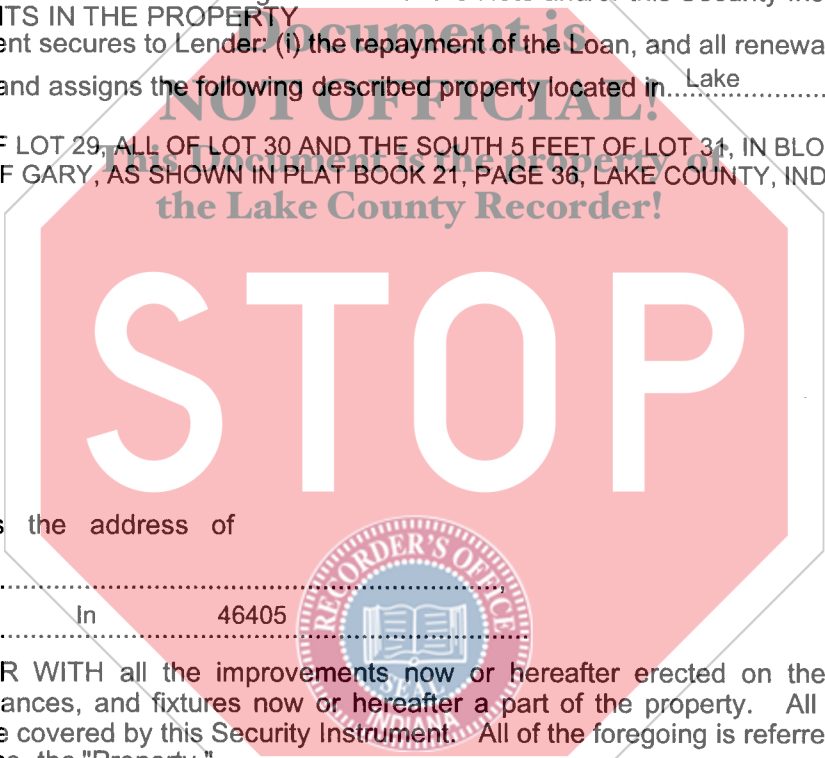 ITS IN THE PROPERTY
Document is
ent secures to Lender: (i) the repayment of the Loan, and all renewa
and assigns the following described property located in Lake
NOT OFFICIAL!
F LOT 29, ALL OF LOT 30 AND THE SOUTH 5 FEET OF LOT 31, IN BLO
This Document is the property of
F GARY, AS SHOWN IN PLAT BOOK 21, PAGE 36, LAKE COUNTY, IND
the Lake County Recorder!
STOP
s the address of
RECORDER'S OFFICE
In 46405
R WITH all the improvements now or hereafter erected on the
SEAL
ances, and fixtures now or hereafter a part of the property. All
INDIANA
e covered by this Security Instrument. All of the foregoing is referre
the "Property."